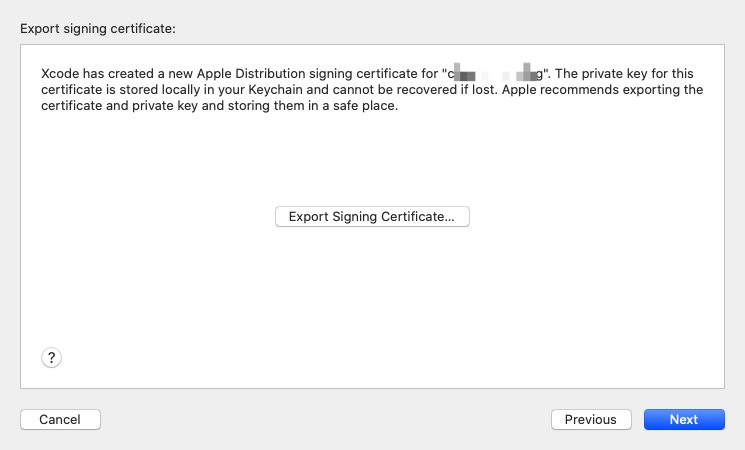 Export signing certificate:
Xcode has created a new Apple Distribution signing certificate for "c g". The private key for this
certificate is stored locally in your Keychain and cannot be recovered if lost. Apple recommends exporting the
certificate and private key and storing them in a safe place.
Export Signing Certificate...
?
Cancel
Previous
Next